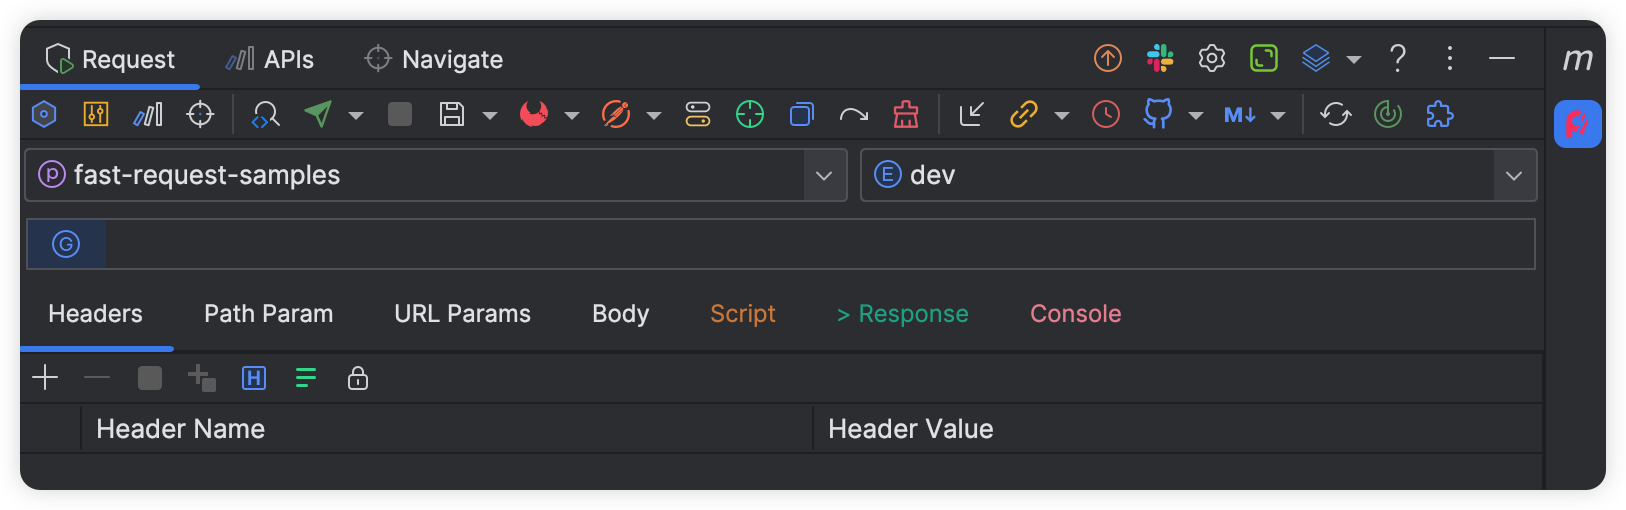 Request APIs Navigate ? m
M↓
P fast-request-samples E dev
G
Headers Path Param URL Params Body Script > Response Console
H
Header Name Header Value